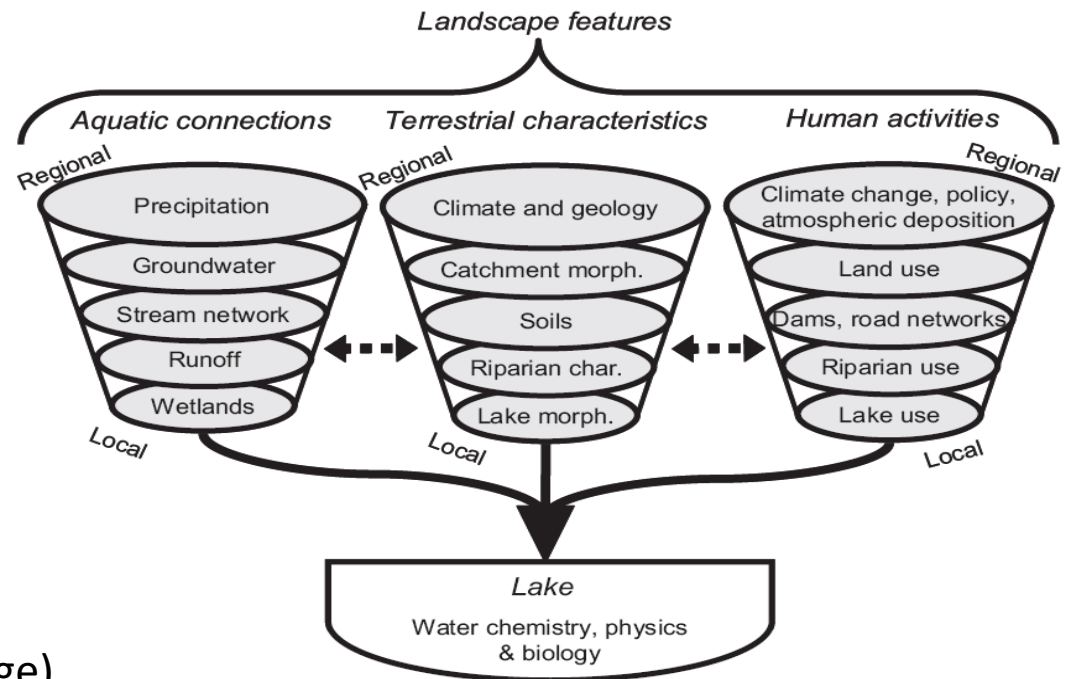 Landscape features
Aquatic connections
Terrestrial characteristics
Human activities
Regional
Precipitation
Groundwater
Stream network
Runoff
Wetlands
Local
Regional
Climate and geology
Catchment morph.
Soils
Riparian char.
Lake morph.
Local
Regional
Climate change, policy,
atmospheric deposition
Land use
Dams, road networks
Riparian use
Lake use
Local
Lake
Water chemistry, physics
& biology